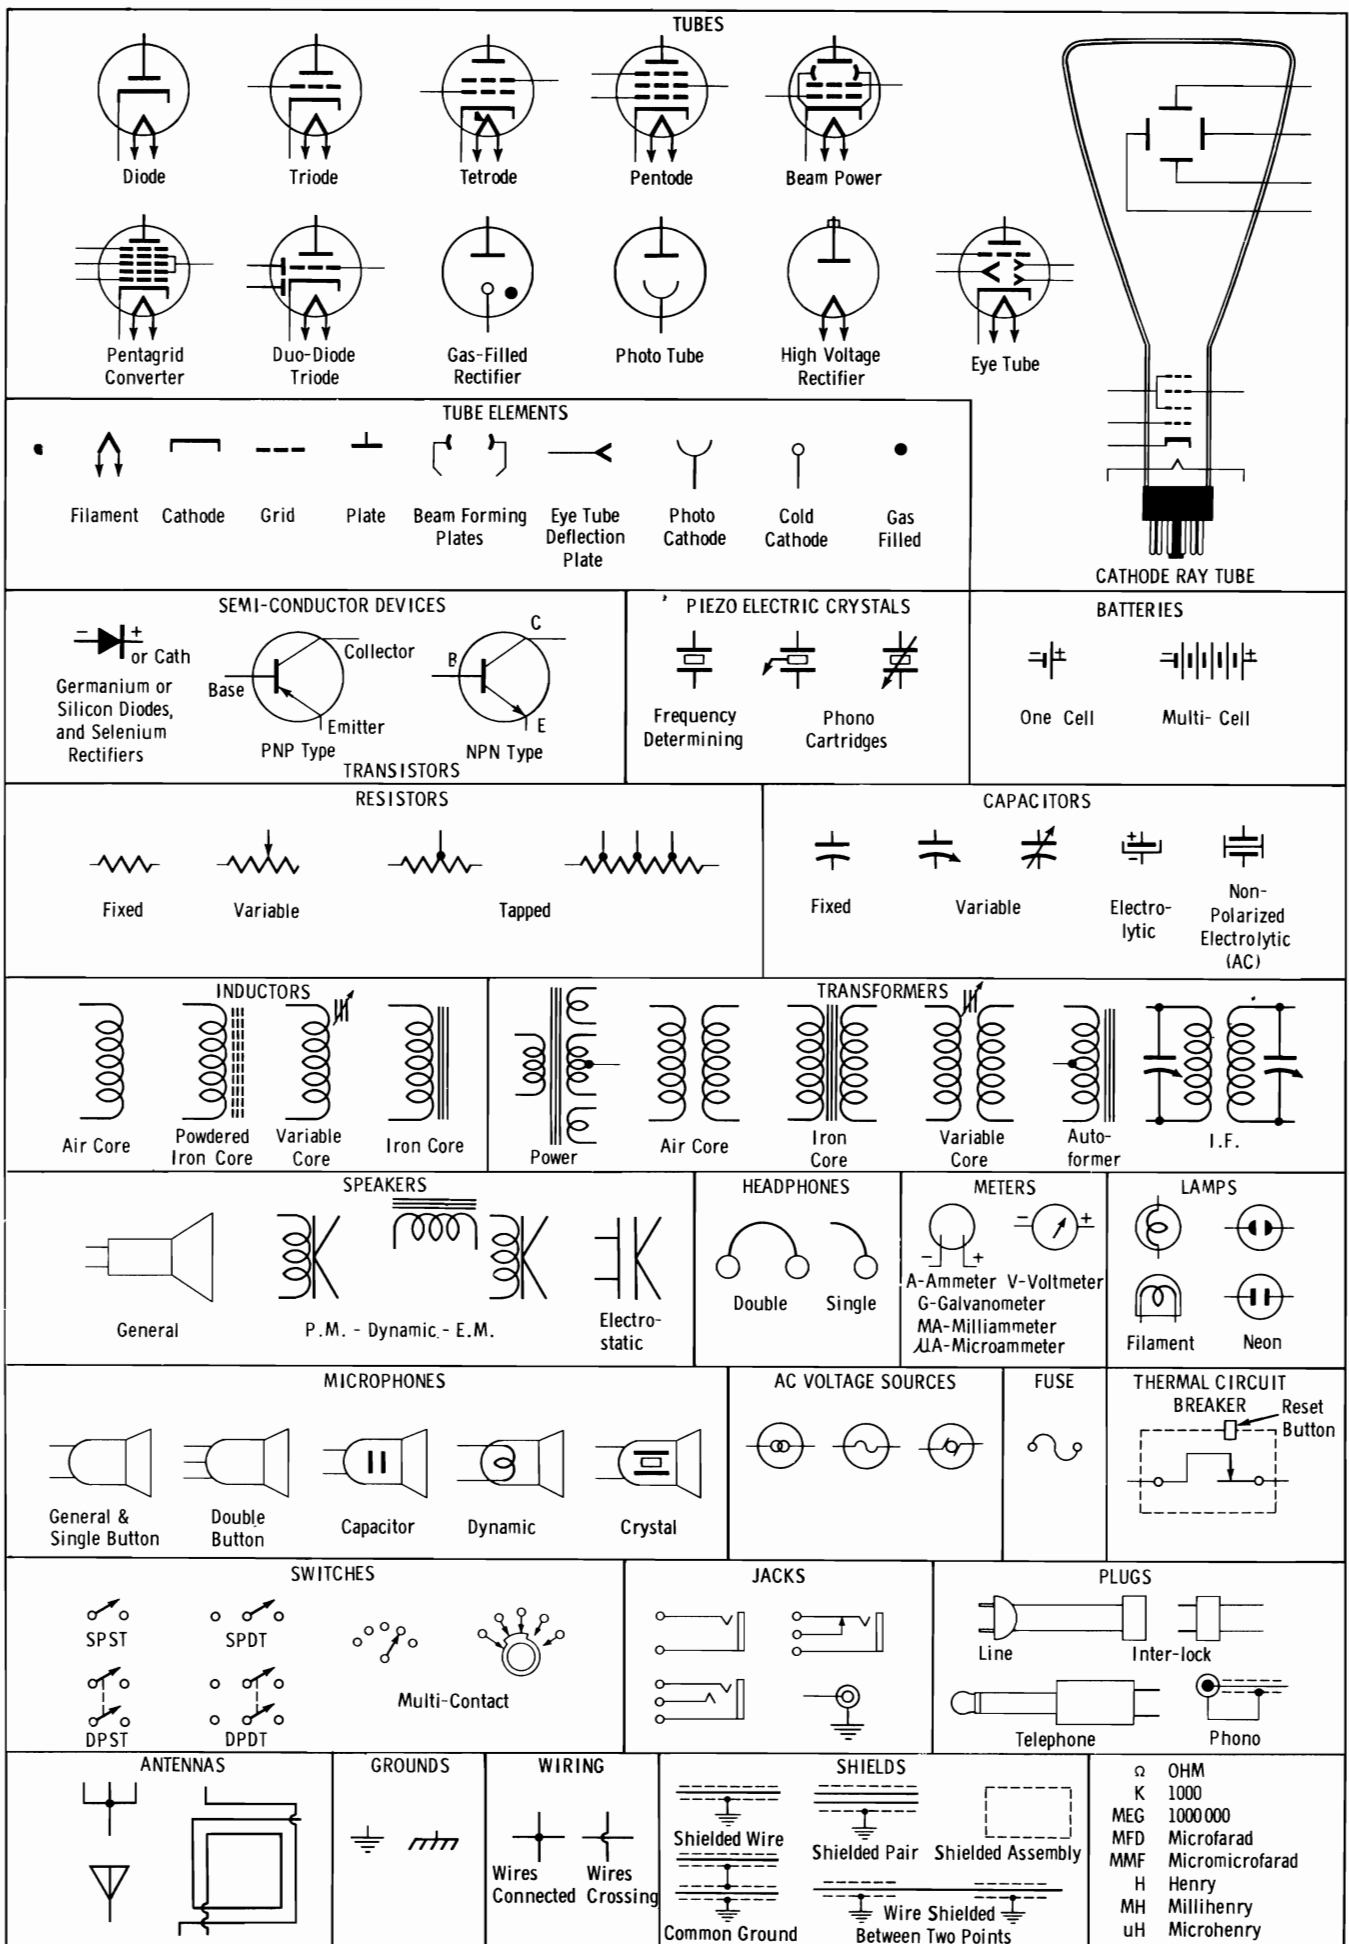 TUBES
Diode
Triode
Tetrode
Pentode
Beam Power
Pentagrid
Converter
Duo-Diode
Triode
Gas-Filled
Rectifier
Photo Tube
High Voltage
Rectifier
Eye Tube
CATHODE RAY TUBE
TUBE ELEMENTS
Filament
Cathode
Grid
Plate
Beam Forming
Plates
Eye Tube
Deflection
Plate
Photo
Cathode
Cold
Cathode
Gas
Filled
SEMI-CONDUCTOR DEVICES
- +
or Cath
Germanium or
Silicon Diodes,
and Selenium
Rectifiers
Base
Collector
Emitter
PNP Type
B
C
E
NPN Type
TRANSISTORS
PIEZO ELECTRIC CRYSTALS
Frequency
Determining
Phono
Cartridges
BATTERIES
- +
One Cell
- +
Multi- Cell
RESISTORS
Fixed
Variable
Tapped
CAPACITORS
Fixed
Variable
+
-
Electro-
lytic
Non-
Polarized
Electrolytic
(AC)
INDUCTORS
Air Core
Powdered
Iron Core
Variable
Core
Iron Core
TRANSFORMERS
Power
Air Core
Iron
Core
Variable
Core
Auto-
former
I.F.
SPEAKERS
General
P.M. - Dynamic - E.M.
Electro-
static
HEADPHONES
Double
Single
METERS
- +
- +
A-Ammeter V-Voltmeter
G-Galvanometer
MA-Milliammeter
µA-Microammeter
LAMPS
Filament
Neon
MICROPHONES
General &
Single Button
Double
Button
Capacitor
Dynamic
Crystal
AC VOLTAGE SOURCES
FUSE
THERMAL CIRCUIT
BREAKER
Reset
Button
SWITCHES
SPST
SPDT
DPST
DPDT
Multi-Contact
JACKS
PLUGS
Line
Inter-lock
Telephone
Phono
ANTENNAS
GROUNDS
WIRING
Wires
Connected
Wires
Crossing
SHIELDS
Shielded Wire
Shielded Pair
Shielded Assembly
Common Ground
Wire Shielded
Between Two Points
Ω OHM
K 1000
MEG 1000000
MFD Microfarad
MMF Micromicrofarad
H Henry
MH Millihenry
uH Microhenry